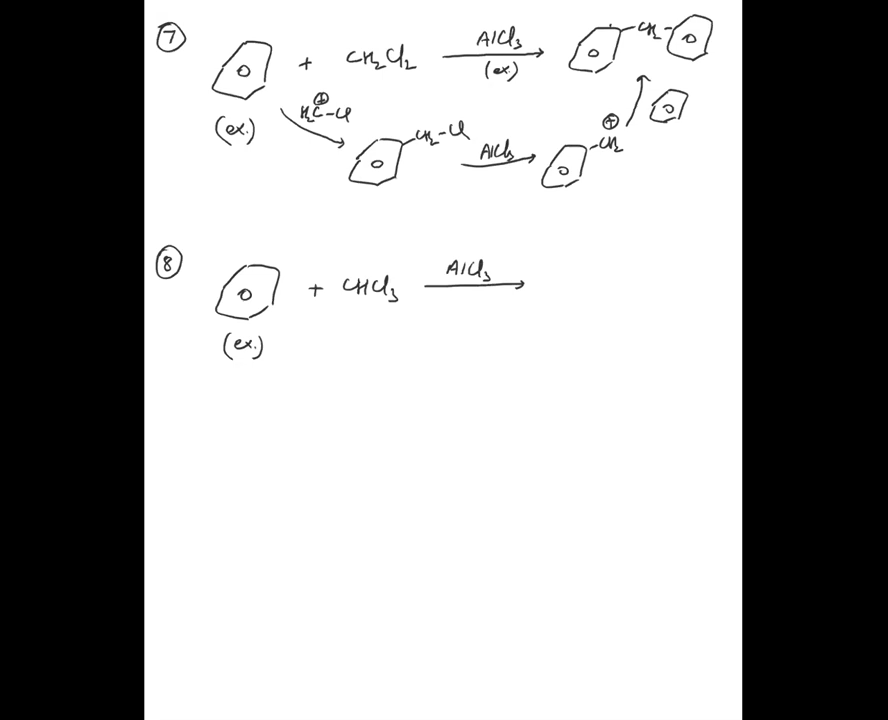 ⑦
+ CH₂Cl₂ AlCl₃ (ex) CH₂
(ex.) H₂C⊕-Cl CH₂-Cl AlCl₃ ⊕ CH₂
⑧
+ CHCl₃ AlCl₃
(ex.)